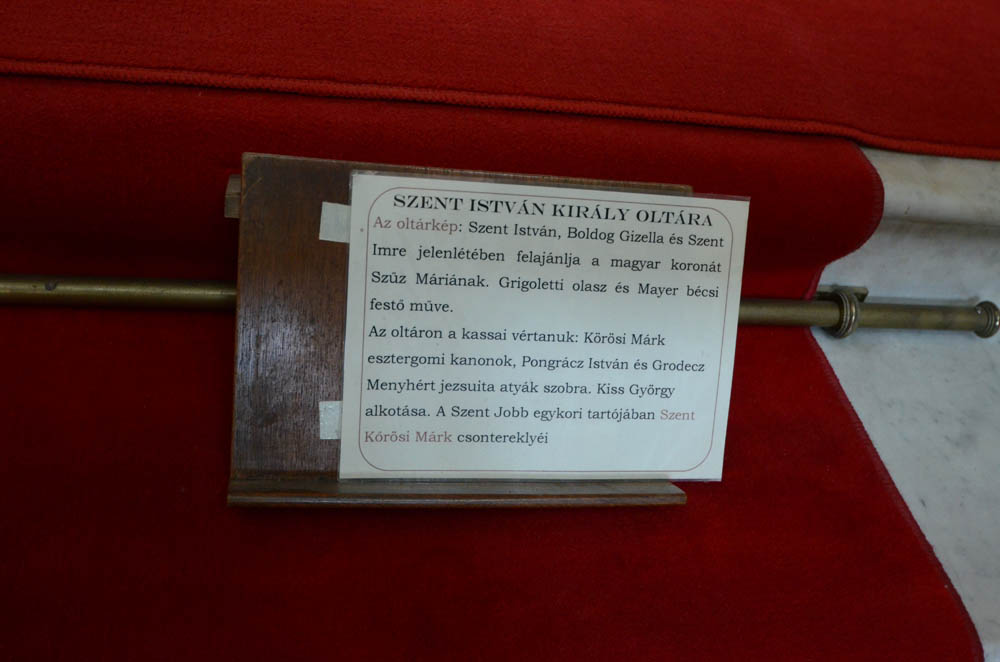 SZENT ISTVÁN KIRÁLY OLTÁRA
Az oltárkép: Szent István, Boldog Gizella és Szent
Imre jelenlétében felajánlja a magyar koronát
Szűz Máriának. Grigoletti olasz és Mayer bécsi
festő műve.
Az oltáron a kassai vértanuk: Kőrösi Márk
esztergomi kanonok, Pongrácz István és Grodecz
Menyhért jezsuita atyák szobra. Kiss György
alkotása. A Szent Jobb egykori tartójában Szent
Kőrösi Márk csontereklyéi